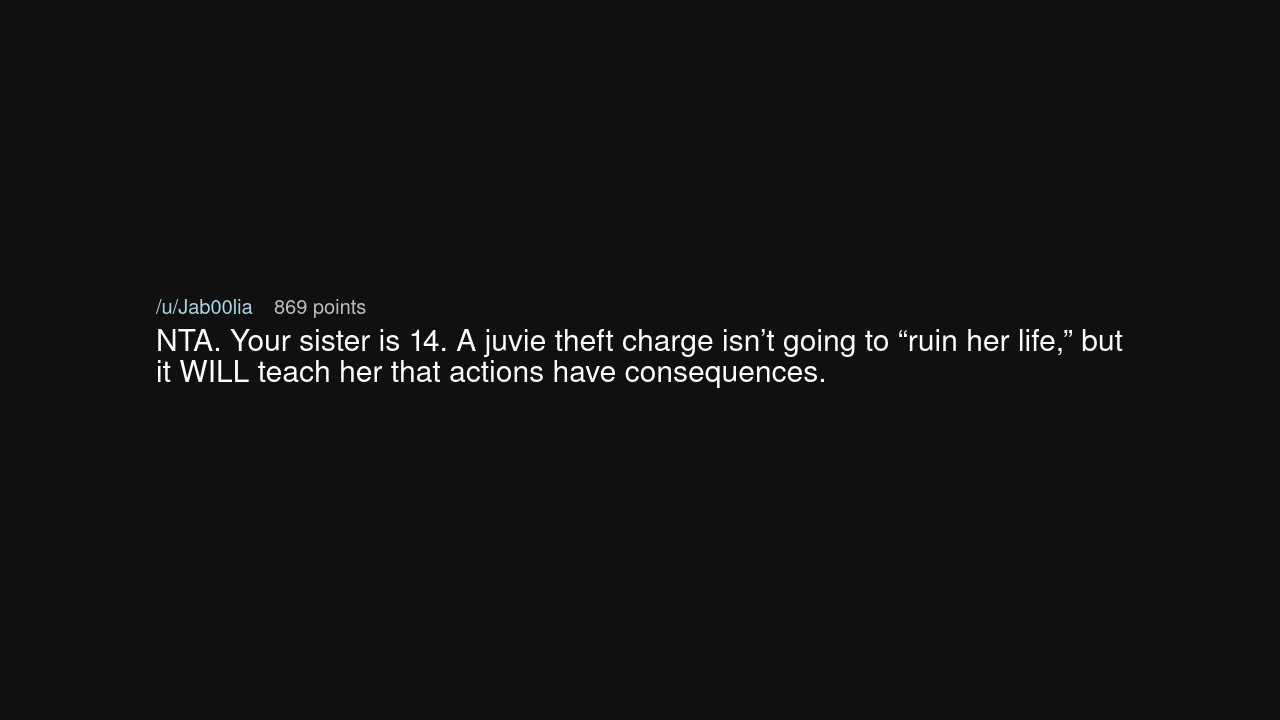 /u/Jab00lia 869 points
NTA. Your sister is 14. A juvie theft charge isn’t going to “ruin her life,” but
it WILL teach her that actions have consequences.